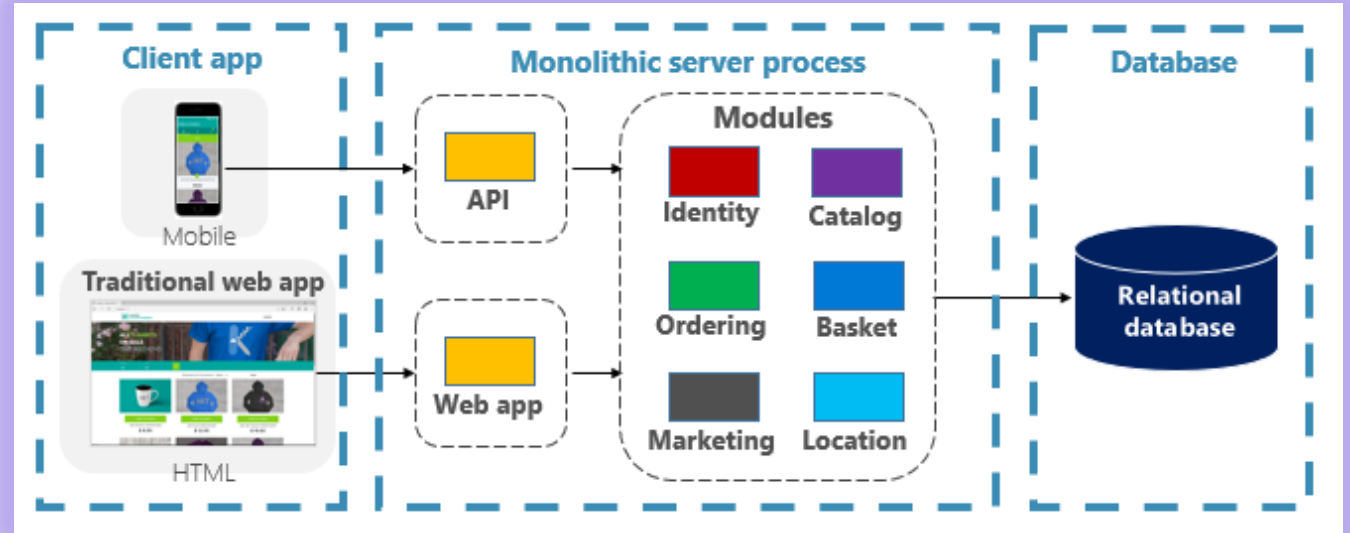 Client app
Mobile
Traditional web app
HTML
Monolithic server process
API
Web app
Modules
Identity
Catalog
Ordering
Basket
Marketing
Location
Database
Relational
database